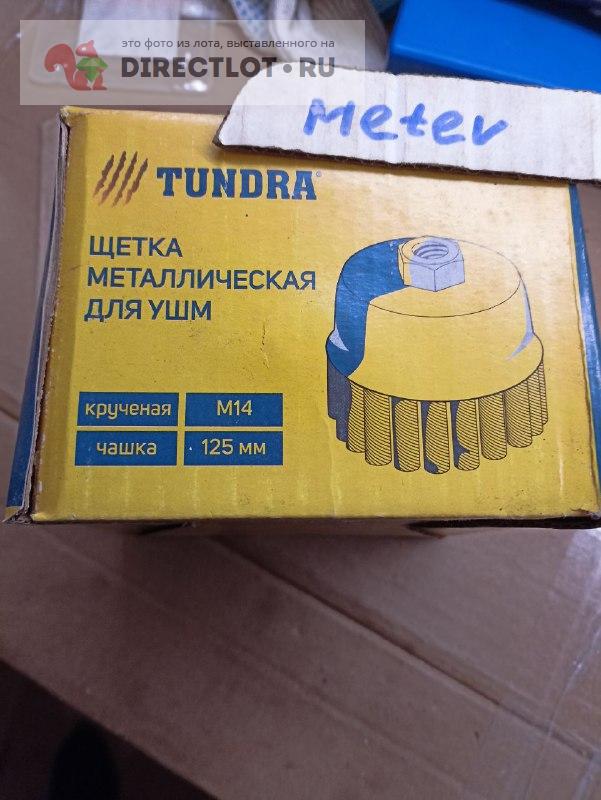 это фото из лота, выставленного на
DIRECTLOT.RU
Metev
TUNDRA
ЩЕТКА
МЕТАЛЛИЧЕСКАЯ
ДЛЯ УШМ
крученая M14
чашка 125 мм